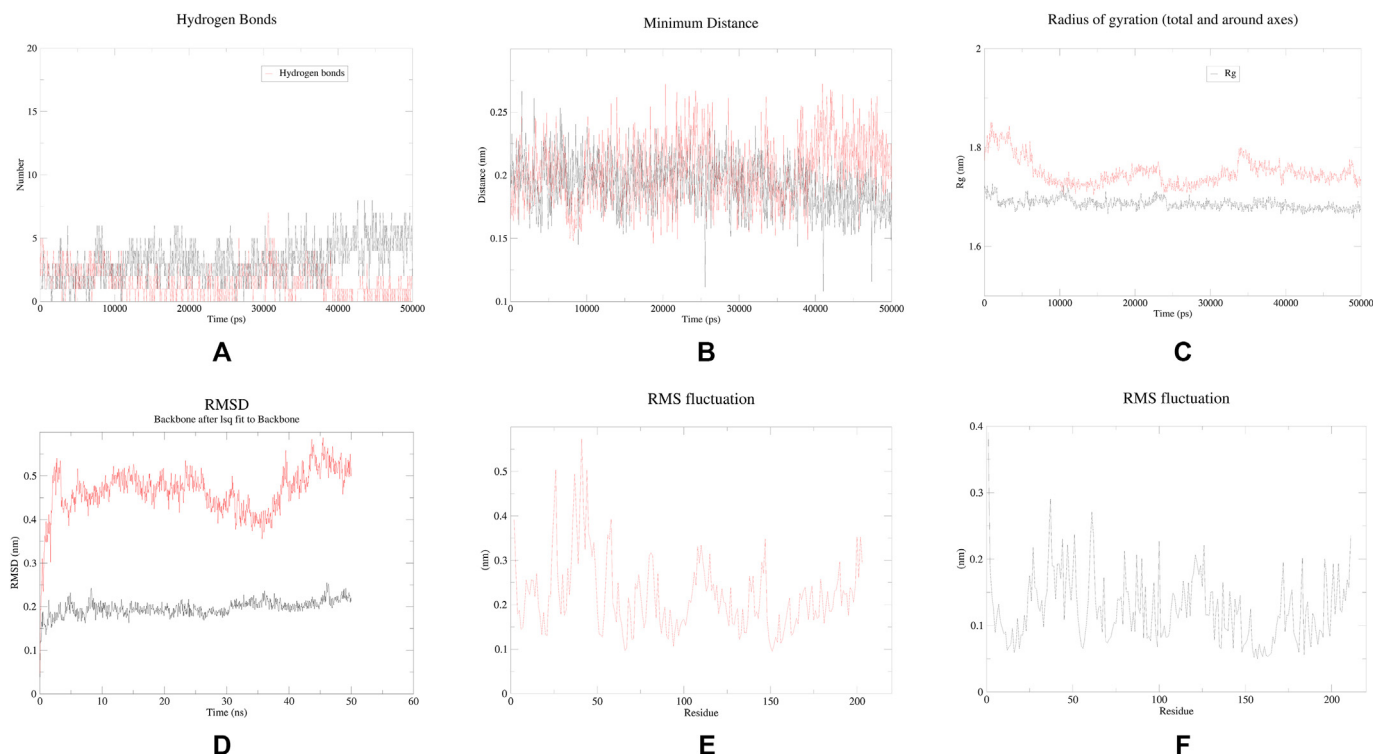 Hydrogen Bonds
20
15
10
5
0
Number
Hydrogen bonds
0 10000 20000 30000 40000 50000
Time (ps)
A
Minimum Distance
0.25
0.2
0.15
0.1
Distance (nm)
0 10000 20000 30000 40000 50000
Time (ps)
B
Radius of gyration (total and around axes)
2
1.8
1.6
Rg (nm)
Rg
0 10000 20000 30000 40000 50000
Time (ps)
C
RMSD
Backbone after lsq fit to Backbone
0.5
0.4
0.3
0.2
0.1
0
RMSD (nm)
0 10 20 30 40 50 60
Time (ns)
D
RMS fluctuation
0.6
0.5
0.4
0.3
0.2
0.1
0
(nm)
0 50 100 150 200
Residue
E
RMS fluctuation
0.4
0.3
0.2
0.1
0
(nm)
0 50 100 150 200
Residue
F